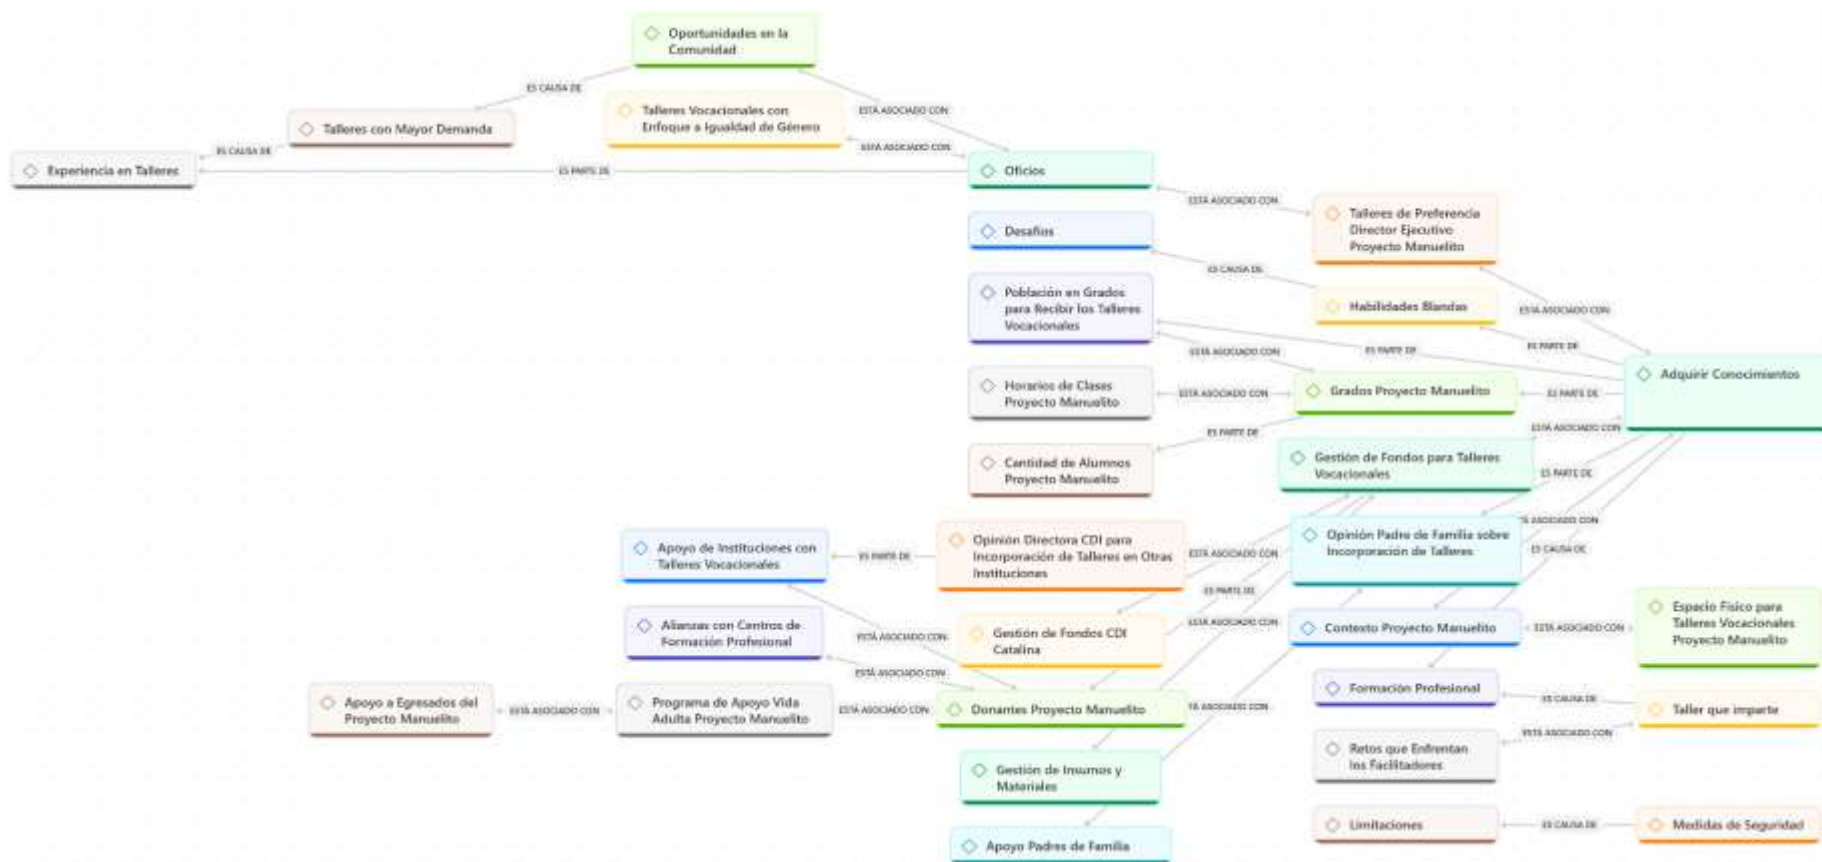 Oportunidades en la
Comunidad
ES CAUSA DE
Talleres Vocacionales con
Enfoque a Igualdad de Género
ESTÁ ASOCIADO CON
Talleres con Mayor Demanda
ES CAUSA DE
ESTÁ ASOCIADO CON
Experiencia en Talleres
ES PARTE DE
Oficios
ESTÁ ASOCIADO CON
Talleres de Preferencia
Director Ejecutivo
Proyecto Manuelito
Desafíos
ES CAUSA DE
Población en Grados
para Recibir los Talleres
Vocacionales
Habilidades Blandas
ESTÁ ASOCIADO CON
ESTÁ ASOCIADO CON
ES PARTE DE
ES PARTE DE
Adquirir Conocimientos
Horarios de Clases
Proyecto Manuelito
ESTÁ ASOCIADO CON
Grados Proyecto Manuelito
ES PARTE DE
ES PARTE DE
ESTÁ ASOCIADO CON
Cantidad de Alumnos
Proyecto Manuelito
Gestión de Fondos para Talleres
Vocacionales
ES PARTE DE
Apoyo de Instituciones con
Talleres Vocacionales
ES PARTE DE
Opinión Directora CDI para
Incorporación de Talleres en Otras
Instituciones
ESTÁ ASOCIADO CON
Opinión Padre de Familia sobre
Incorporación de Talleres
ASOCIADO CON
ES CAUSA DE
ES PARTE DE
Alianzas con Centros de
Formación Profesional
ESTÁ ASOCIADO CON
Gestión de Fondos CDI
Catalina
ESTÁ ASOCIADO CON
Contexto Proyecto Manuelito
ESTÁ ASOCIADO CON
Espacio Físico para
Talleres Vocacionales
Proyecto Manuelito
ESTÁ ASOCIADO CON
Apoyo a Egresados del
Proyecto Manuelito
ESTÁ ASOCIADO CON
Programa de Apoyo Vida
Adulta Proyecto Manuelito
ESTÁ ASOCIADO CON
Donantes Proyecto Manuelito
ASOCIADO CON
Formación Profesional
ES CAUSA DE
Taller que imparte
ESTÁ ASOCIADO CON
Retos que Enfrentan
los Facilitadores
Gestión de Insumos y
Materiales
Limitaciones
ES CAUSA DE
Medidas de Seguridad
Apoyo Padres de Familia